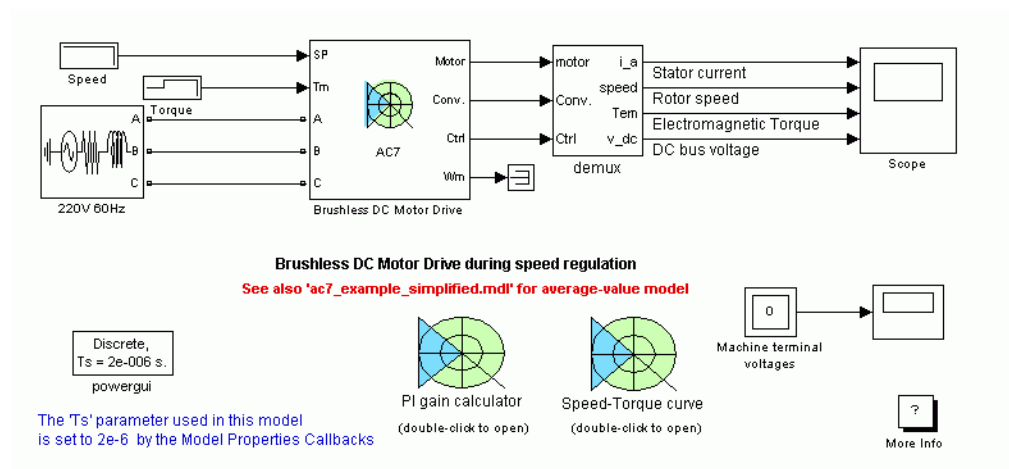 Speed
SP
Tm
A
B
C
Motor
Conv.
Ctrl
Wm
AC7
Brushless DC Motor Drive
Torque
A
B
C
220V 60Hz
motor
Conv.
Ctrl
i_a
speed
Tem
v_dc
demux
Stator current
Rotor speed
Electromagnetic Torque
DC bus voltage
Scope
Brushless DC Motor Drive during speed regulation
See also 'ac7_example_simplified.mdl' for average-value model
Discrete,
Ts = 2e-006 s.
powergui
The 'Ts' parameter used in this model
is set to 2e-6 by the Model Properties Callbacks
PI gain calculator
(double-click to open)
Speed-Torque curve
(double-click to open)
0
Machine terminal
voltages
?
More Info